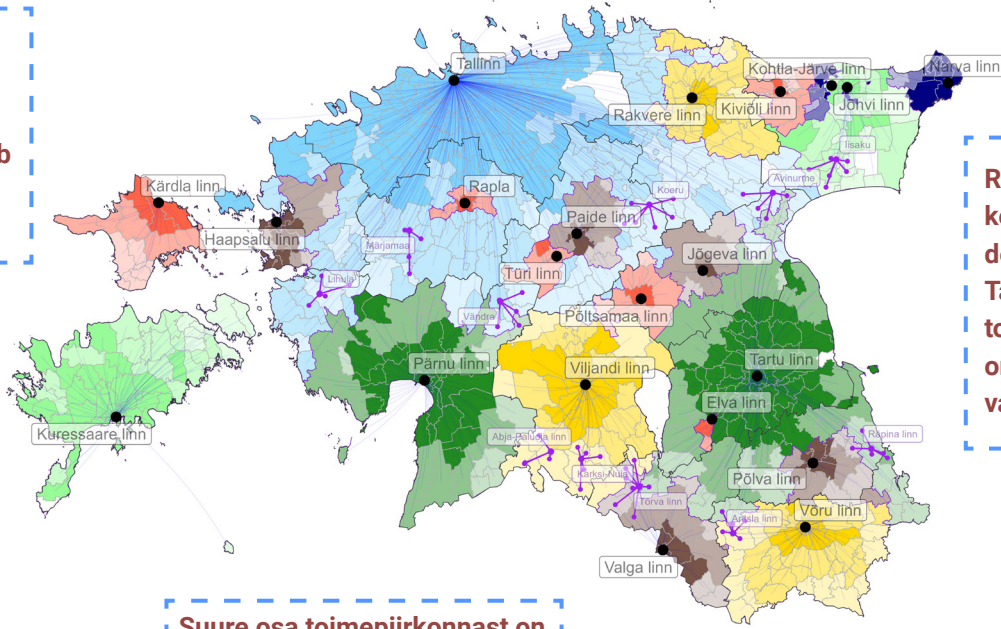 b
Tallinn
Kohtla-Järve linn
Narva linn
Kiviõli linn
Jõhvi linn
Rakvere linn
Iisaku
Avinurme
Kärdla linn
Rapla
Koeru
Paide linn
Haapsalu linn
Märjamaa
Türi linn
Jõgeva linn
Lihula
Vändra
Põltsamaa linn
Pärnu linn
Viljandi linn
Tartu linn
Elva linn
Kuressaare linn
Abja-Paluoja linn
Karksi-Nuia
Räpina linn
Põlva linn
Tõrva linn
Võru linn
Antsla linn
Valga linn
R
Suure osa toimepiirkonnast on